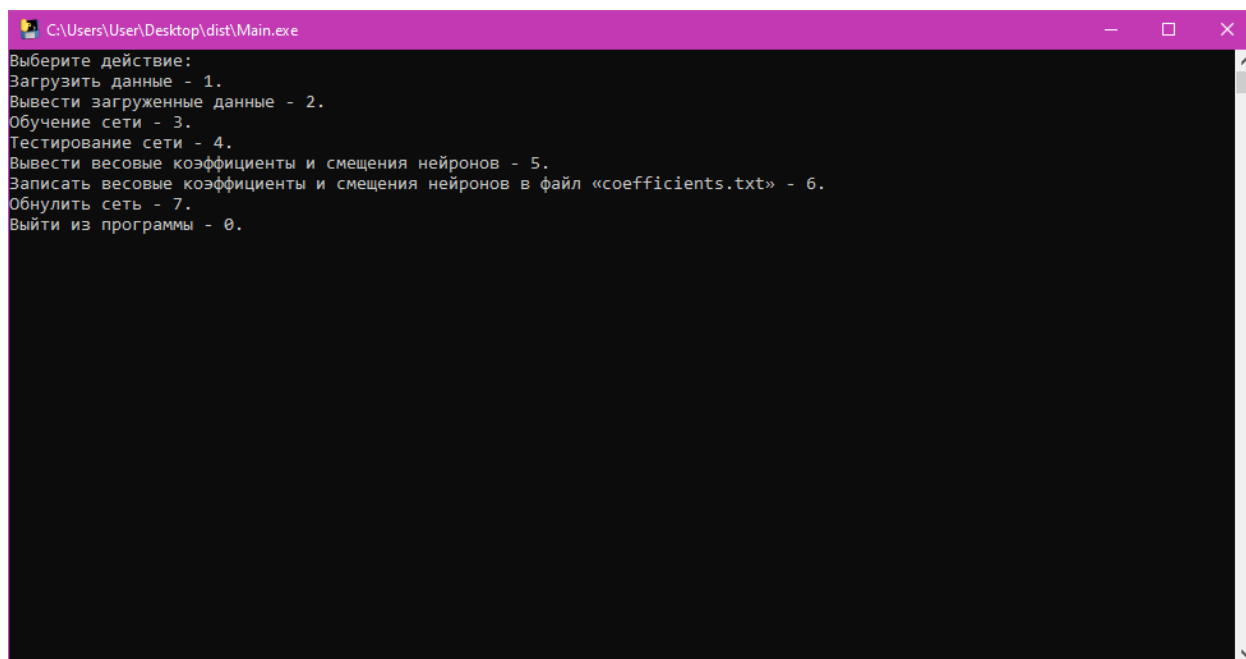 C:\Users\User\Desktop\dist\Main.exe
Выберите действие:
Загрузить данные - 1.
Вывести загруженные данные - 2.
Обучение сети - 3.
Тестирование сети - 4.
Вывести весовые коэффициенты и смещения нейронов - 5.
Записать весовые коэффициенты и смещения нейронов в файл «coefficients.txt» - 6.
Обнулить сеть - 7.
Выйти из программы - 0.